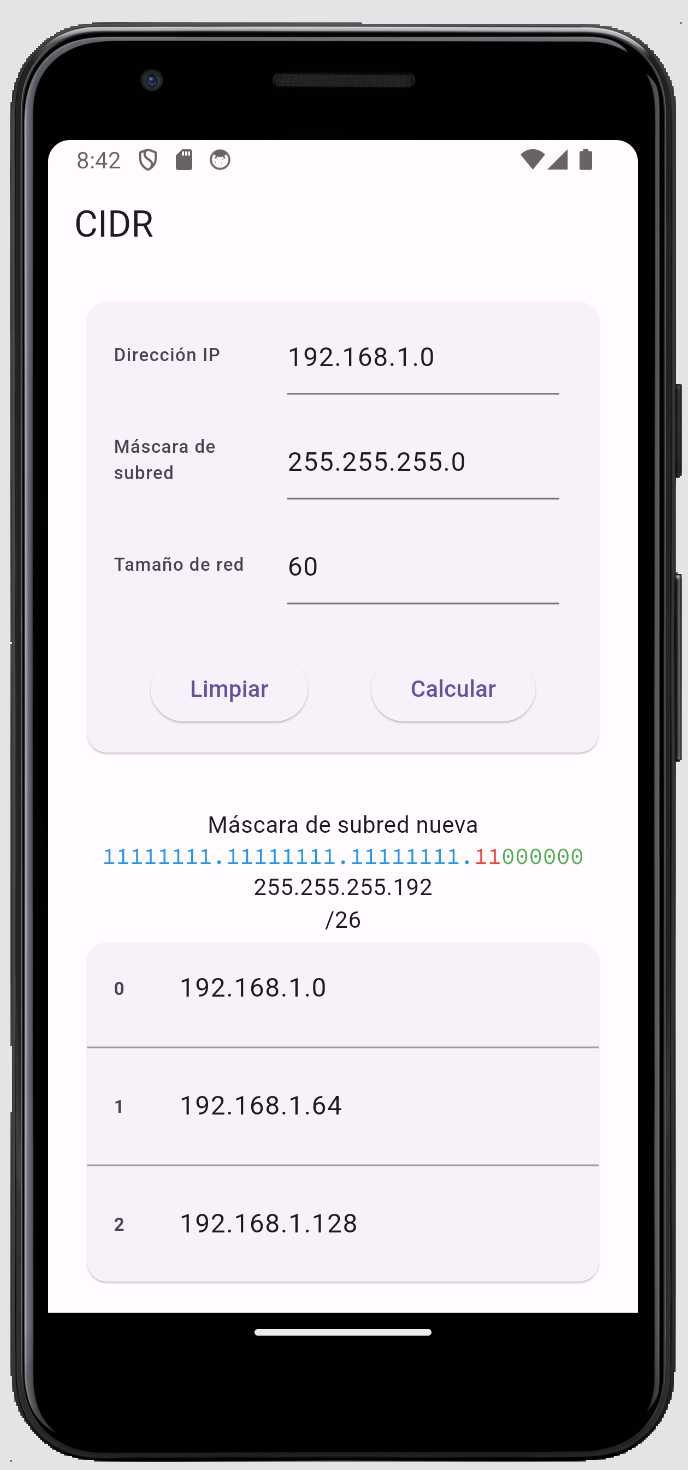 8:42
CIDR
Dirección IP
192.168.1.0
Máscara de
subred
255.255.255.0
Tamaño de red
60
Limpiar
Calcular
Máscara de subred nueva
11111111.11111111.11111111.11000000
255.255.255.192
/26
0
192.168.1.0
1
192.168.1.64
2
192.168.1.128